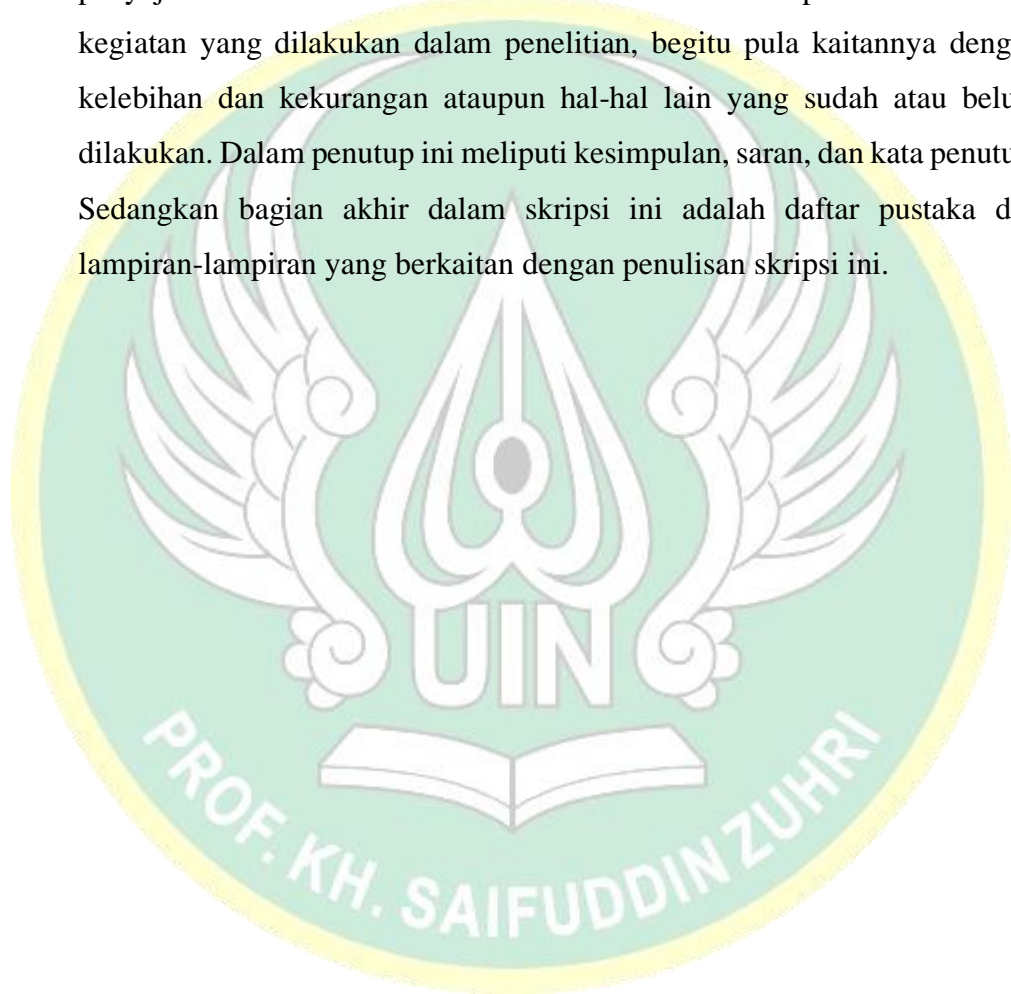 kegiatan yang dilakukan dalam penelitian, begitu pula kaitannya deng
kelebihan dan kekurangan ataupun hal-hal lain yang sudah atau belu
dilakukan. Dalam penutup ini meliputi kesimpulan, saran, dan kata penutu
Sedangkan bagian akhir dalam skripsi ini adalah daftar pustaka d
lampiran-lampiran yang berkaitan dengan penulisan skripsi ini.
UIN
PROF. KH. SAIFUDDIN ZUHRI